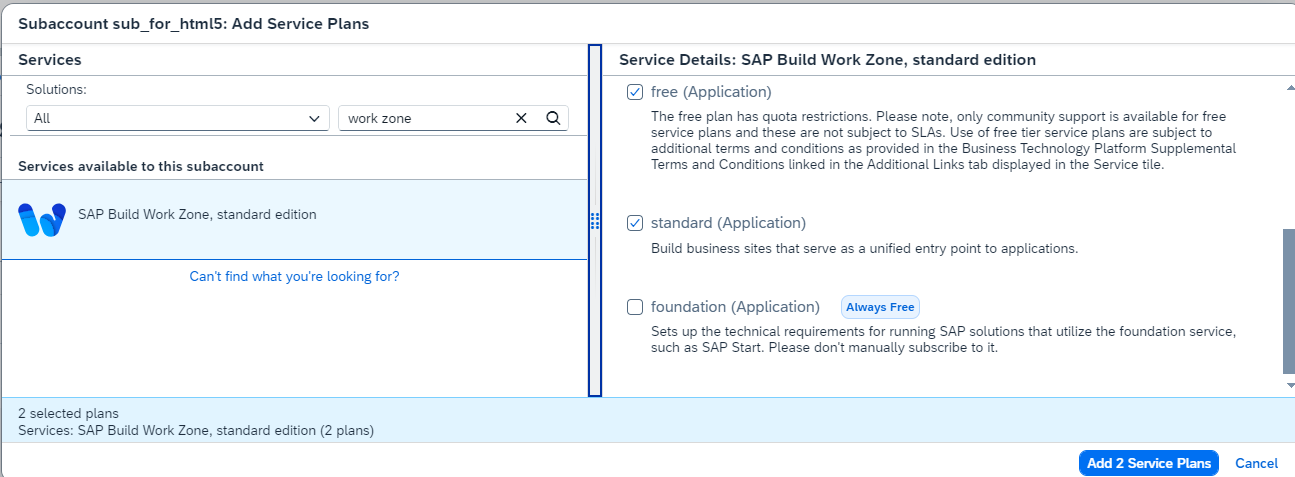 Subaccount sub_for_html5: Add Service Plans
Services
Solutions:
All
work zone
Services available to this subaccount
SAP Build Work Zone, standard edition
Can't find what you're looking for?
Service Details: SAP Build Work Zone, standard edition
free (Application)
The free plan has quota restrictions. Please note, only community support is available for free
service plans and these are not subject to SLAs. Use of free tier service plans are subject to
additional terms and conditions as provided in the Business Technology Platform Supplemental
Terms and Conditions linked in the Additional Links tab displayed in the Service tile.
standard (Application)
Build business sites that serve as a unified entry point to applications.
foundation (Application) Always Free
Sets up the technical requirements for running SAP solutions that utilize the foundation service,
such as SAP Start. Please don't manually subscribe to it.
2 selected plans
Services: SAP Build Work Zone, standard edition (2 plans)
Add 2 Service Plans Cancel